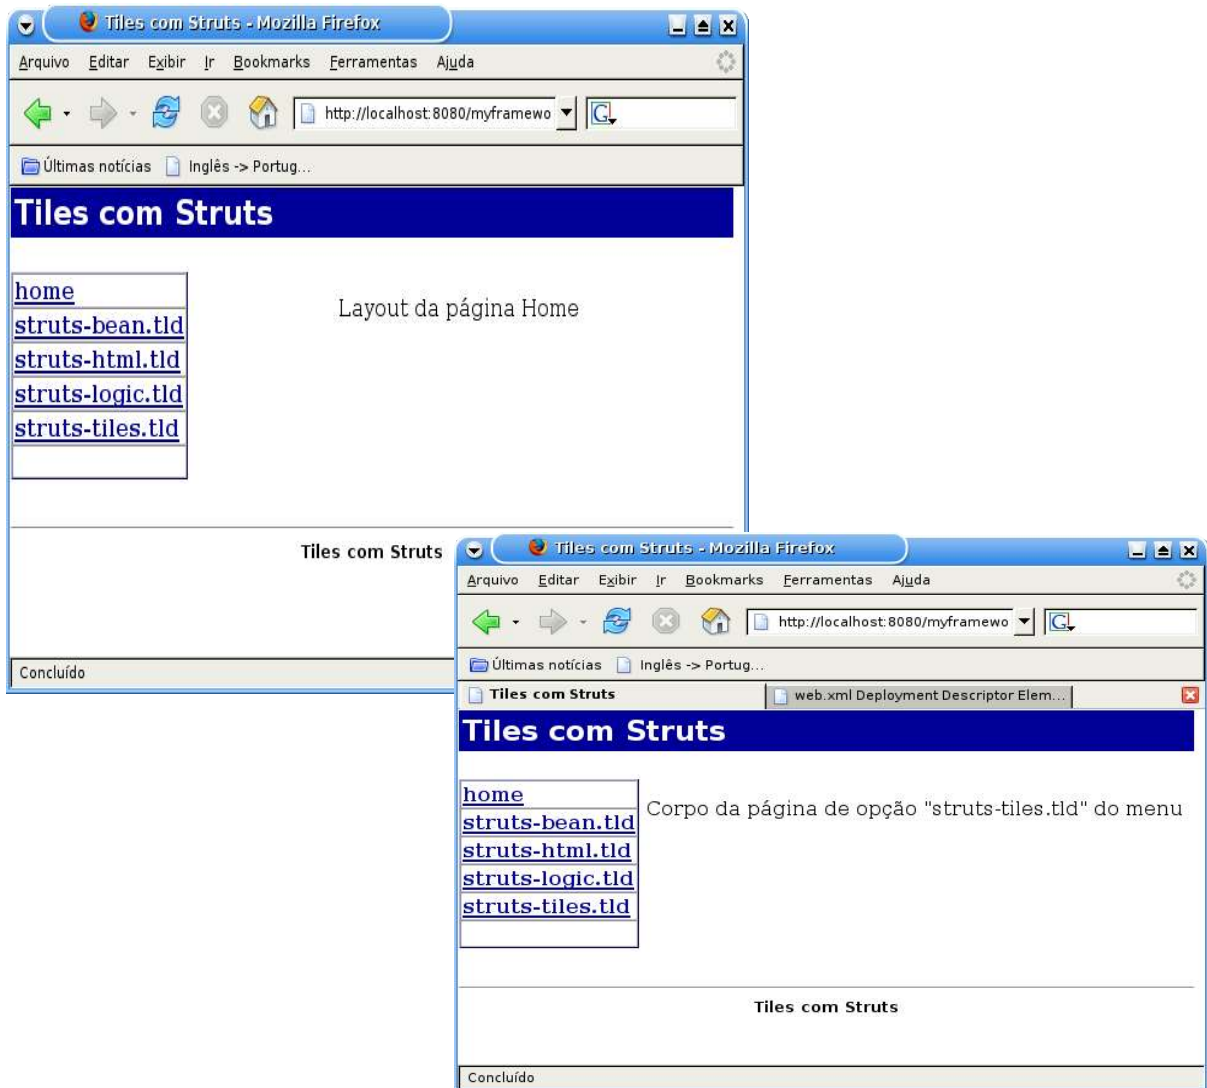 Tiles com Struts - Mozilla Firefox
Arquivo Editar Exibir Ir Bookmarks Ferramentas Ajuda
http://localhost:8080/myframewo G
Últimas notícias Inglês -> Portug...
Tiles com Struts
home
struts-bean.tld
struts-html.tld
struts-logic.tld
struts-tiles.tld
Layout da página Home
Tiles com Struts
Concluído
Tiles com Struts - Mozilla Firefox
Arquivo Editar Exibir Ir Bookmarks Ferramentas Ajuda
http://localhost:8080/myframewo G
Últimas notícias Inglês -> Portug...
Tiles com Struts web.xml Deployment Descriptor Elem...
Tiles com Struts
home
struts-bean.tld
struts-html.tld
struts-logic.tld
struts-tiles.tld
Corpo da página de opção "struts-tiles.tld" do menu
Tiles com Struts
Concluído